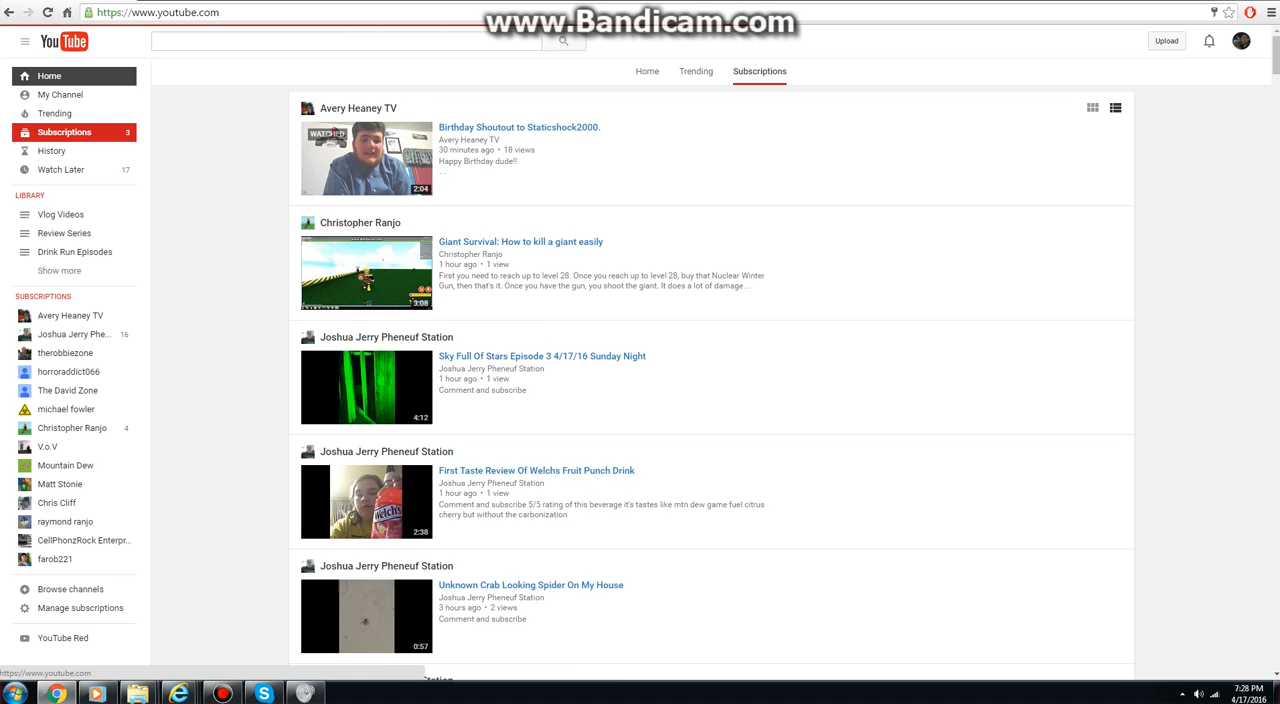 https://www.youtube.com
www.Bandicam.com
YouTube
Upload
Home
My Channel
Trending
Subscriptions 3
History
Watch Later 17
LIBRARY
Vlog Videos
Review Series
Drink Run Episodes
Show more
SUBSCRIPTIONS
Avery Heaney TV
Joshua Jerry Phe... 16
therobbiezone
horroraddict066
The David Zone
michael fowler
Christopher Ranjo 4
V.o.V
Mountain Dew
Matt Stonie
Chris Cliff
raymond ranjo
CellPhonzRock Enterpr...
farob221
Browse channels
Manage subscriptions
YouTube Red
https://www.youtube.com
Home Trending Subscriptions
Avery Heaney TV
WATCHED
2:04
Birthday Shoutout to Staticshock2000.
Avery Heaney TV
30 minutes ago • 18 views
Happy Birthday dude!!
...
Christopher Ranjo
3:08
Giant Survival: How to kill a giant easily
Christopher Ranjo
1 hour ago • 1 view
First you need to reach up to level 28. Once you reach up to level 28, buy that Nuclear Winter
Gun, then that's it. Once you have the gun, you shoot the giant. It does a lot of damage...
Joshua Jerry Pheneuf Station
4:12
Sky Full Of Stars Episode 3 4/17/16 Sunday Night
Joshua Jerry Pheneuf Station
1 hour ago • 1 view
Comment and subscribe
Joshua Jerry Pheneuf Station
welch's
2:38
First Taste Review Of Welchs Fruit Punch Drink
Joshua Jerry Pheneuf Station
1 hour ago • 1 view
Comment and subscribe 5/5 rating of this beverage it's tastes like mtn dew game fuel citrus
cherry but without the carbonization
Joshua Jerry Pheneuf Station
0:57
Unknown Crab Looking Spider On My House
Joshua Jerry Pheneuf Station
3 hours ago • 2 views
Comment and subscribe
7:28 PM
4/17/2016